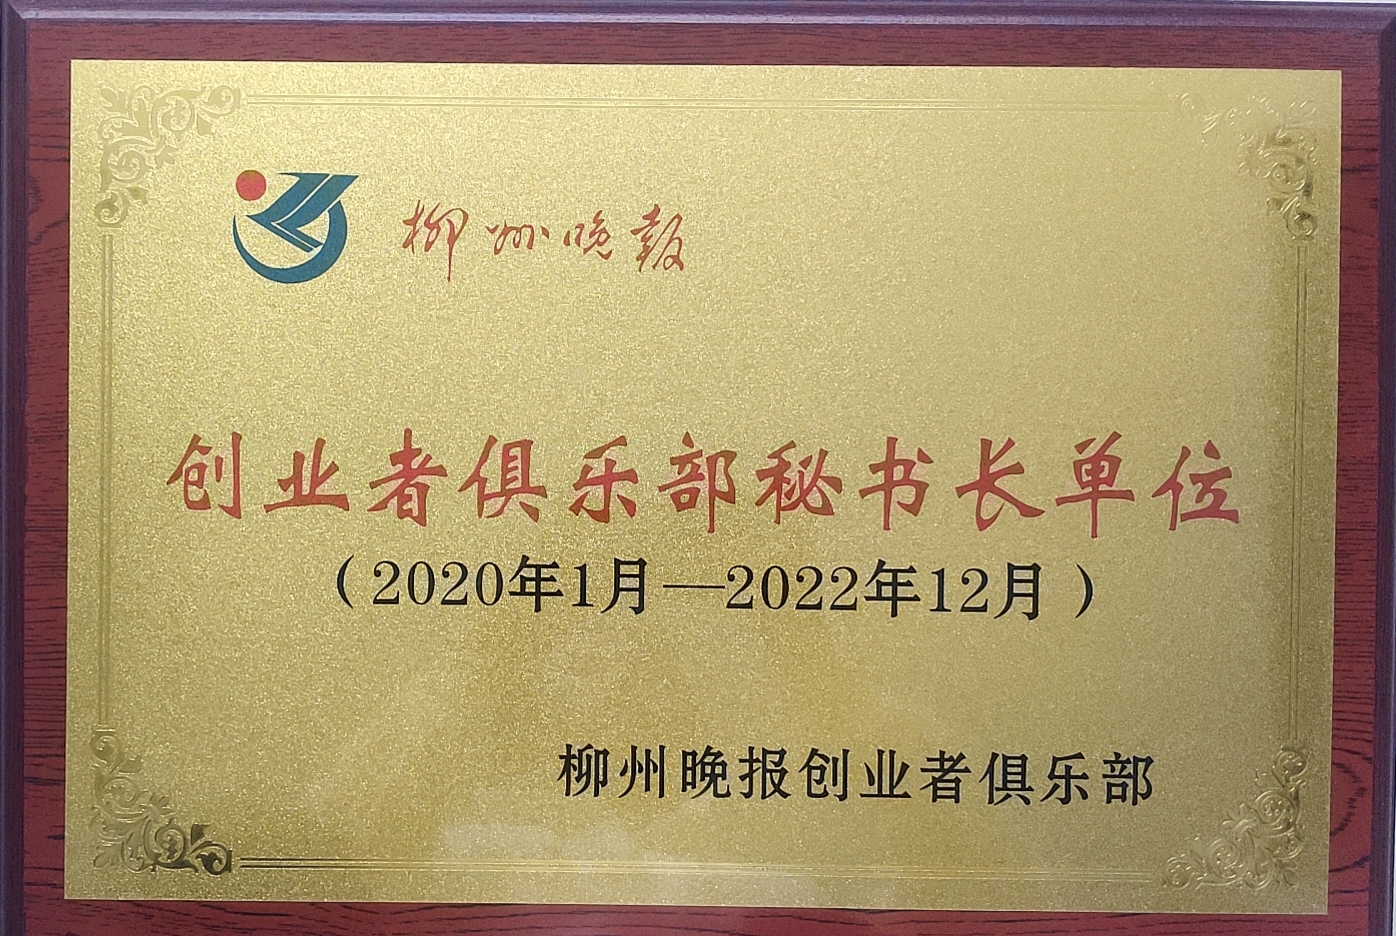 柳州晚報
创业者俱乐部秘书长单位
（2020年1月—2022年12月）
柳州晚报创业者俱乐部